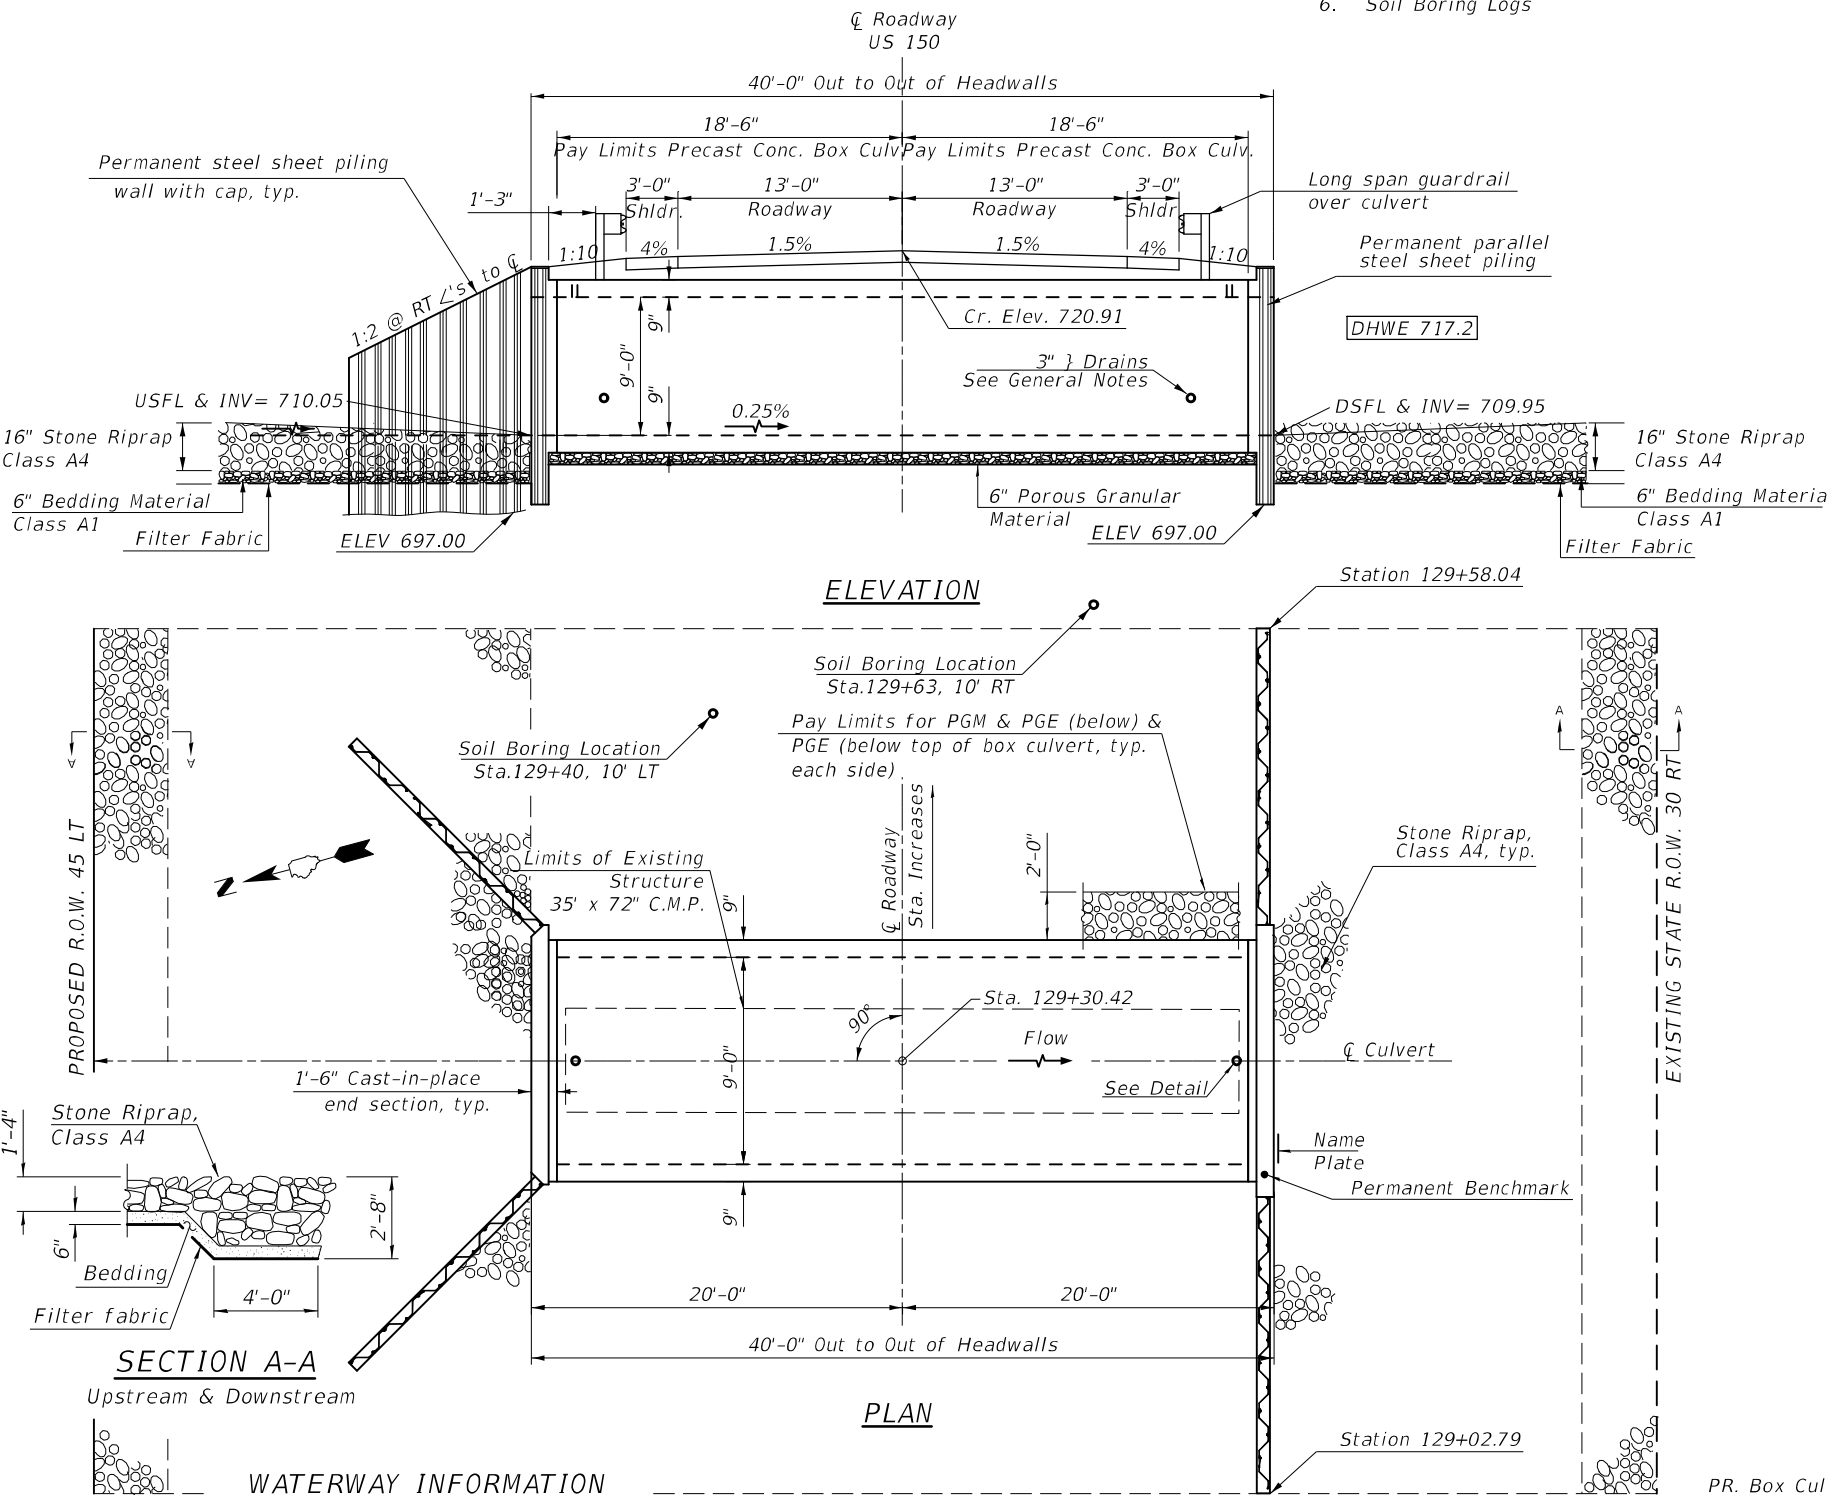 6. Soil Boring Logs
℄ Roadway
US 150
40'-0" Out to Out of Headwalls
18'-6"
18'-6"
Pay Limits Precast Conc. Box Culv.
Pay Limits Precast Conc. Box Culv.
Permanent steel sheet piling
wall with cap, typ.
1'-3"
3'-0"
Shldr.
13'-0"
Roadway
13'-0"
Roadway
3'-0"
Shldr.
Long span guardrail
over culvert
1:10
4%
1.5%
1.5%
4%
1:10
Permanent parallel
steel sheet piling
1:2 @ RT ∠'s to ℄
9"
9'-0"
9"
Cr. Elev. 720.91
DHWE 717.2
3" } Drains
See General Notes
USFL & INV= 710.05
0.25%
DSFL & INV= 709.95
16" Stone Riprap
Class A4
16" Stone Riprap
Class A4
6" Bedding Material
Class A1
Filter Fabric
ELEV 697.00
6" Porous Granular
Material
ELEV 697.00
6" Bedding Materia
Class A1
Filter Fabric
ELEVATION
Station 129+58.04
Soil Boring Location
Sta.129+63, 10' RT
Soil Boring Location
Sta.129+40, 10' LT
Pay Limits for PGM & PGE (below) &
PGE (below top of box culvert, typ.
each side)
A
A
A
A
PROPOSED R.O.W. 45 LT
N
Limits of Existing
Structure
35' x 72" C.M.P.
9"
℄ Roadway
Sta. Increases
2'-0"
Stone Riprap,
Class A4, typ.
EXISTING STATE R.O.W. 30 RT
Sta. 129+30.42
90°
Flow
9'-0"
℄ Culvert
See Detail
1'-6" Cast-in-place
end section, typ.
Name
Plate
Permanent Benchmark
9"
1'-4"
Stone Riprap,
Class A4
6"
2'-8"
Bedding
Filter fabric
4'-0"
20'-0"
20'-0"
40'-0" Out to Out of Headwalls
SECTION A-A
Upstream & Downstream
PLAN
Station 129+02.79
WATERWAY INFORMATION
PR. Box Cul